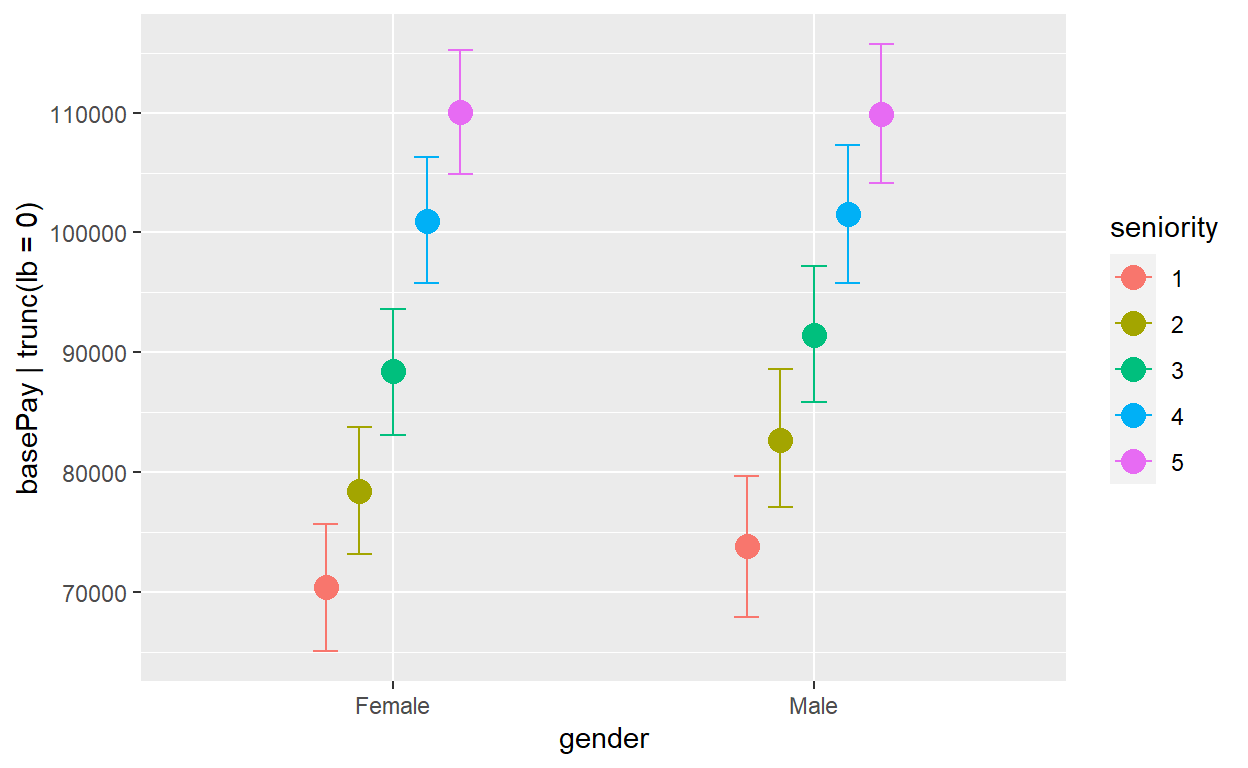 basePay | trunc(lb = 0)
110000
100000
90000
80000
70000
Female
Male
gender
seniority
1
2
3
4
5